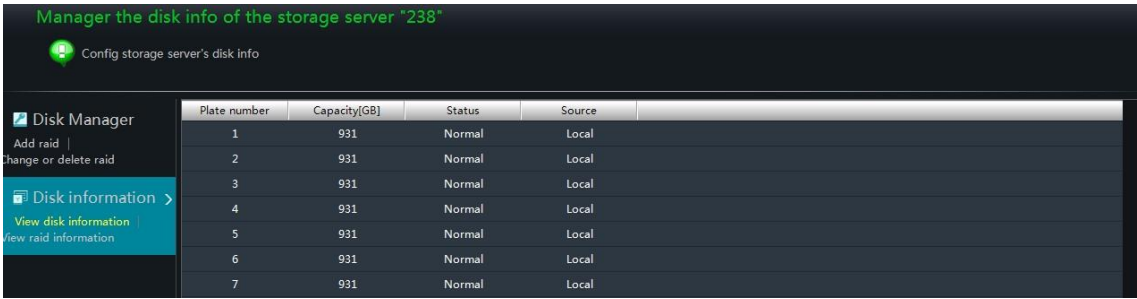 Manager the disk info of the storage server "238"
Config storage server's disk info
Disk Manager
Add raid |
Change or delete raid
Disk information >
View disk information |
View raid information
Plate number Capacity[GB] Status Source
1 931 Normal Local
2 931 Normal Local
3 931 Normal Local
4 931 Normal Local
5 931 Normal Local
6 931 Normal Local
7 931 Normal Local